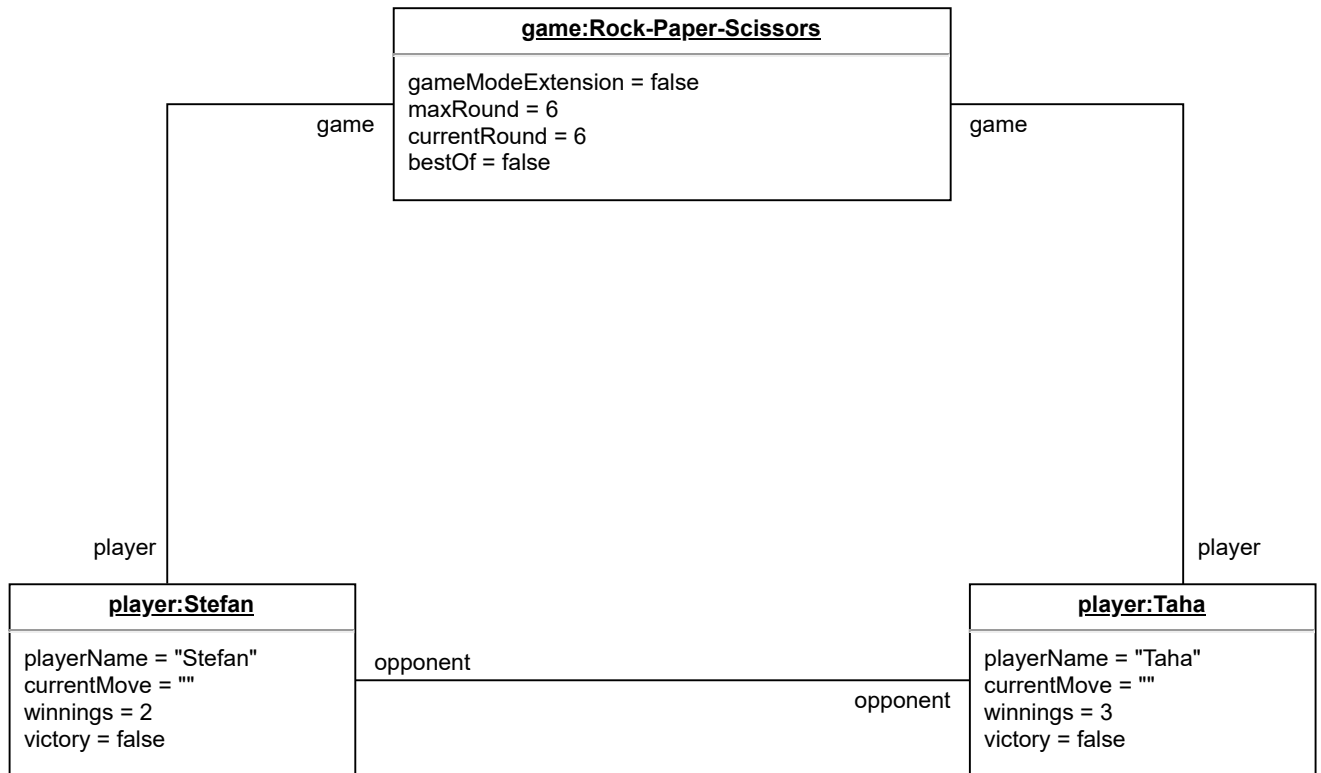 game:Rock-Paper-Scissors
gameModeExtension = false
maxRound = 6
currentRound = 6
bestOf = false
game
game
player
player
player:Stefan
playerName = "Stefan"
currentMove = ""
winnings = 2
victory = false
opponent
opponent
player:Taha
playerName = "Taha"
currentMove = ""
winnings = 3
victory = false